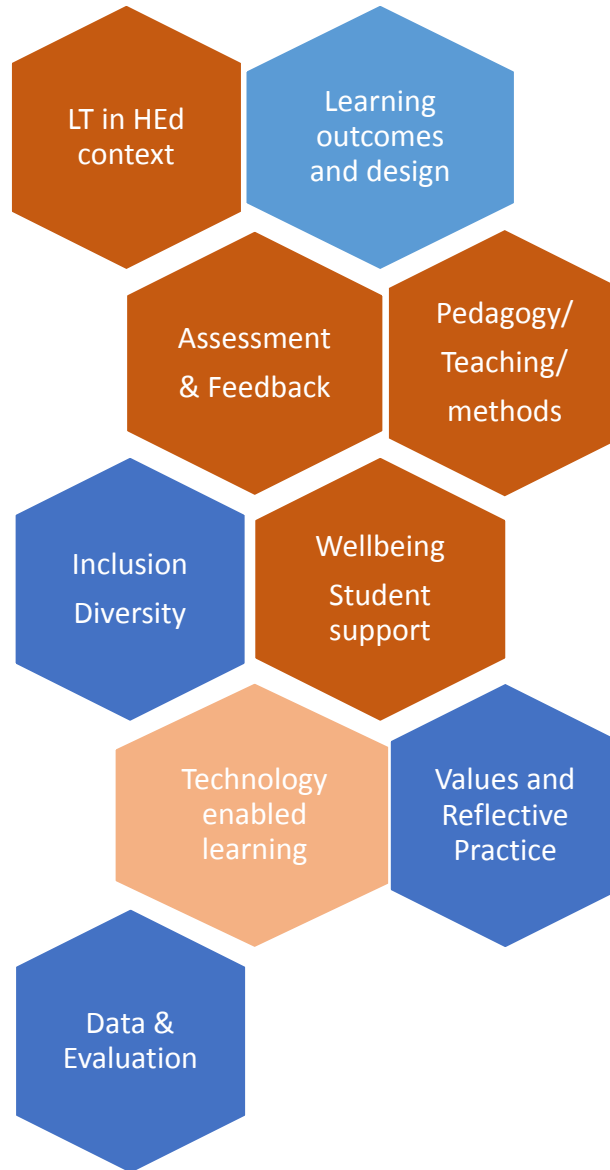 LT in HEd
context
Learning
outcomes
and design
Assessment
& Feedback
Pedagogy/
Teaching/
methods
Inclusion
Diversity
Wellbeing
Student
support
Technology
enabled
learning
Values and
Reflective
Practice
Data &
Evaluation